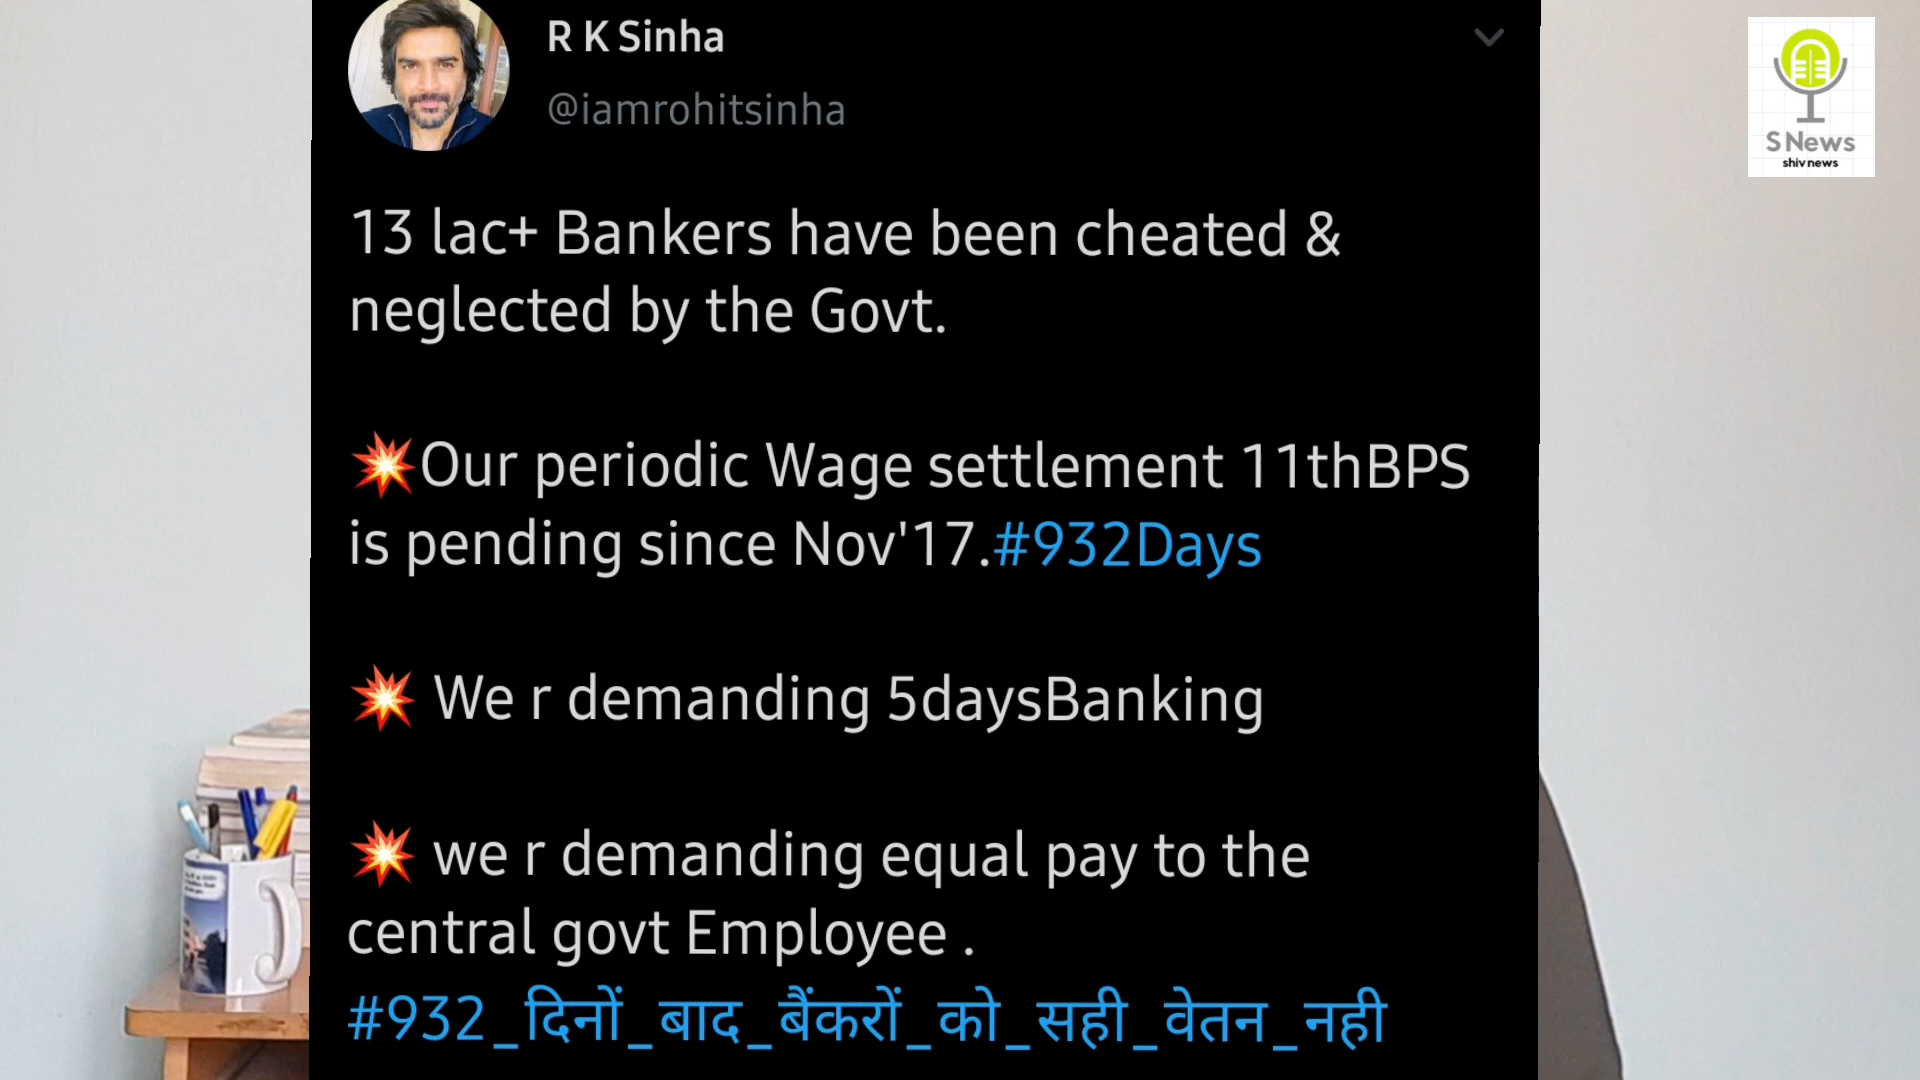 R K Sinha
@iamrohitsinha
S News
shiv news
13 lac+ Bankers have been cheated &
neglected by the Govt.
💥Our periodic Wage settlement 11thBPS
is pending since Nov'17.#932Days
💥 We r demanding 5daysBanking
💥 we r demanding equal pay to the
central govt Employee .
#932_दिनों_बाद_बैंकरों_को_सही_वेतन_नही